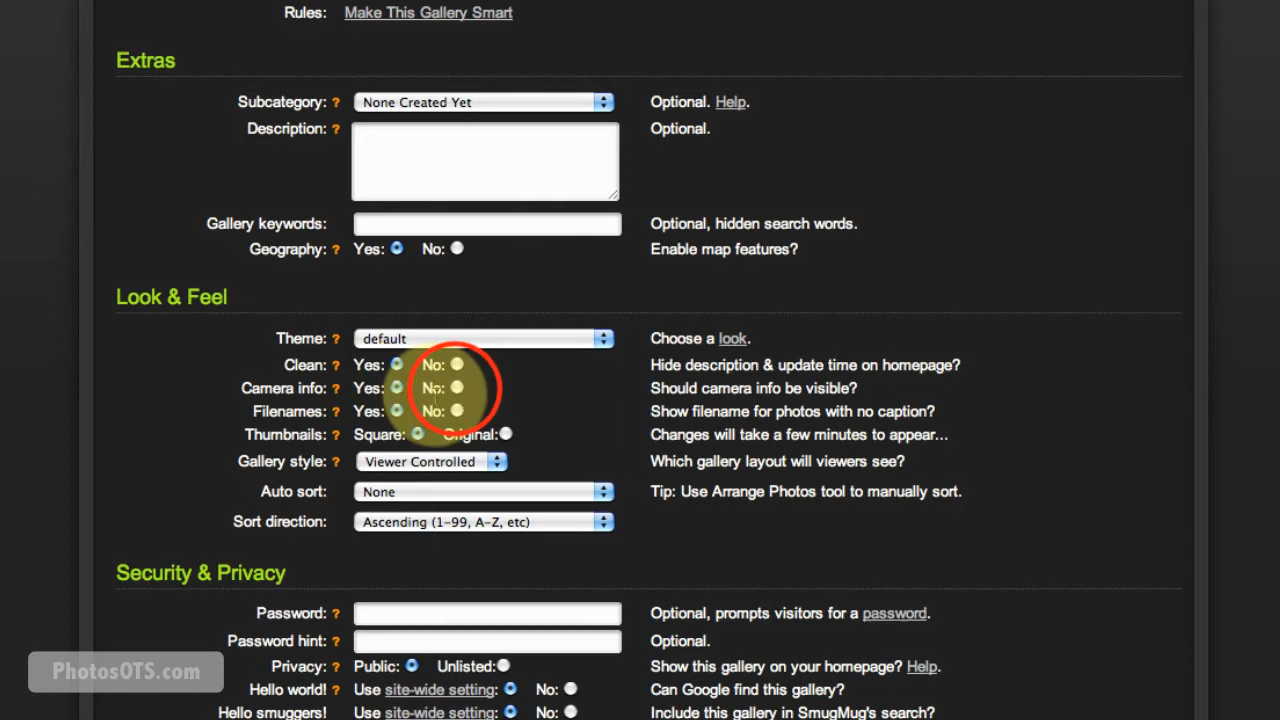 Rules: Make This Gallery Smart
Extras
Subcategory: ? None Created Yet Optional. Help.
Description: ? Optional.
Gallery keywords: Optional, hidden search words.
Geography: ? Yes: No: Enable map features?
Look & Feel
Theme: ? default Choose a look.
Clean: ? Yes: No: Hide description & update time on homepage?
Camera info: ? Yes: No: Should camera info be visible?
Filenames: ? Yes: No: Show filename for photos with no caption?
Thumbnails: ? Square: Original: Changes will take a few minutes to appear...
Gallery style: ? Viewer Controlled Which gallery layout will viewers see?
Auto sort: None Tip: Use Arrange Photos tool to manually sort.
Sort direction: Ascending (1-99, A-Z, etc)
Security & Privacy
Password: ? Optional, prompts visitors for a password.
Password hint: ? Optional.
Privacy: ? Public: Unlisted: Show this gallery on your homepage? Help.
Hello world! ? Use site-wide setting: No: Can Google find this gallery?
Hello smuggers! Use site-wide setting: No: Include this gallery in SmugMug's search?
PhotosOTS.com